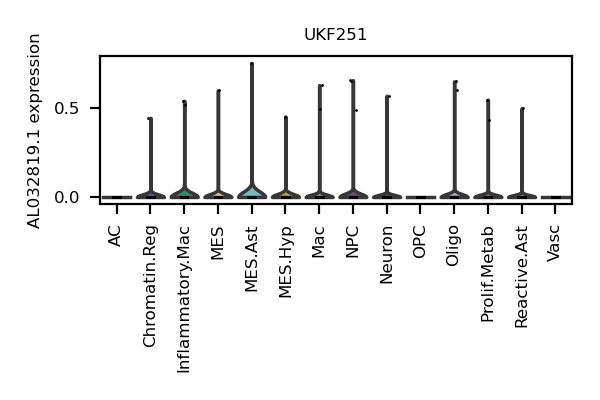 UKF251
AL032819.1 expression
0.5
0.0
AC
Chromatin.Reg
Inflammatory.Mac
MES
MES.Ast
MES.Hyp
Mac
NPC
Neuron
OPC
Oligo
Prolif.Metab
Reactive.Ast
Vasc